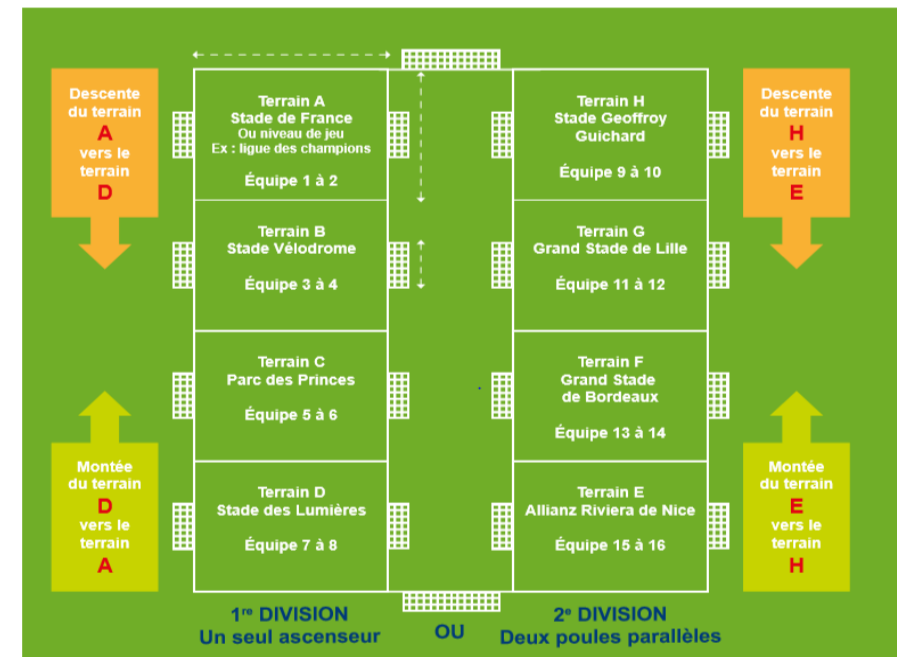 Descente
du terrain
A
vers le
terrain
D
Terrain A
Stade de France
Ou niveau de jeu
Ex : ligue des champions
Équipe 1 à 2
Terrain B
Stade Vélodrome
Équipe 3 à 4
Terrain C
Parc des Princes
Équipe 5 à 6
Terrain D
Stade des Lumières
Équipe 7 à 8
Montée
du terrain
D
vers le
terrain
A
Terrain H
Stade Geoffroy
Guichard
Équipe 9 à 10
Terrain G
Grand Stade de Lille
Équipe 11 à 12
Terrain F
Grand Stade
de Bordeaux
Équipe 13 à 14
Terrain E
Allianz Riviera de Nice
Équipe 15 à 16
Descente
du terrain
H
vers le
terrain
E
Montée
du terrain
E
vers le
terrain
H
1re DIVISION
Un seul ascenseur
OU
2e DIVISION
Deux poules parallèles